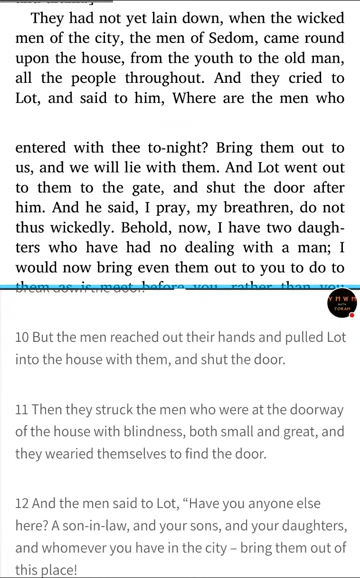 They had not yet lain down, when the wicked
men of the city, the men of Sedom, came round
upon the house, from the youth to the old man,
all the people throughout. And they cried to
Lot, and said to him, Where are the men who
entered with thee to-night? Bring them out to
us, and we will lie with them. And Lot went out
to them to the gate, and shut the door after
him. And he said, I pray, my brethren, do not
thus wickedly. Behold, now, I have two daugh-
ters who have had no dealing with a man; I
would now bring even them out to you to do to
before you, rather than you
10 But the men reached out their hands and pulled Lot
into the house with them, and shut the door.
11 Then they struck the men who were at the doorway
of the house with blindness, both small and great, and
they wearied themselves to find the door.
12 And the men said to Lot, “Have you anyone else
here? A son-in-law, and your sons, and your daughters,
and whomever you have in the city – bring them out of
this place!